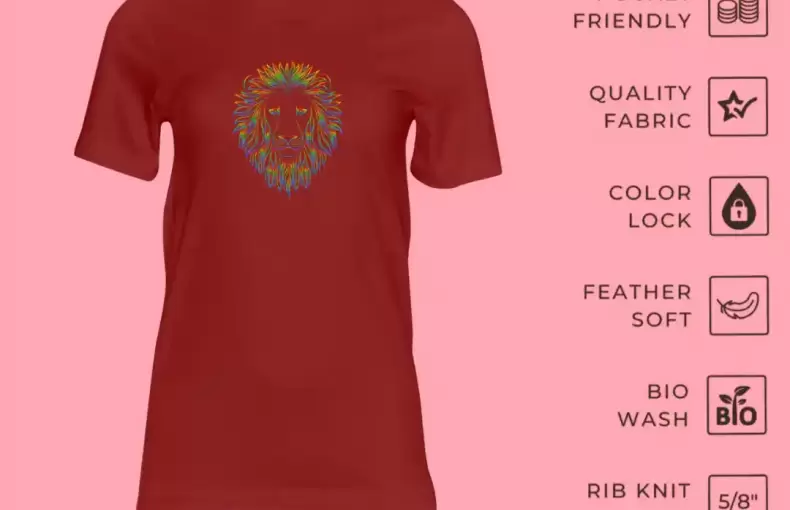 FRIENDLY
QUALITY
FABRIC
COLOR
LOCK
FEATHER
SOFT
BIO
WASH
BIO
RIB KNIT
5/8"